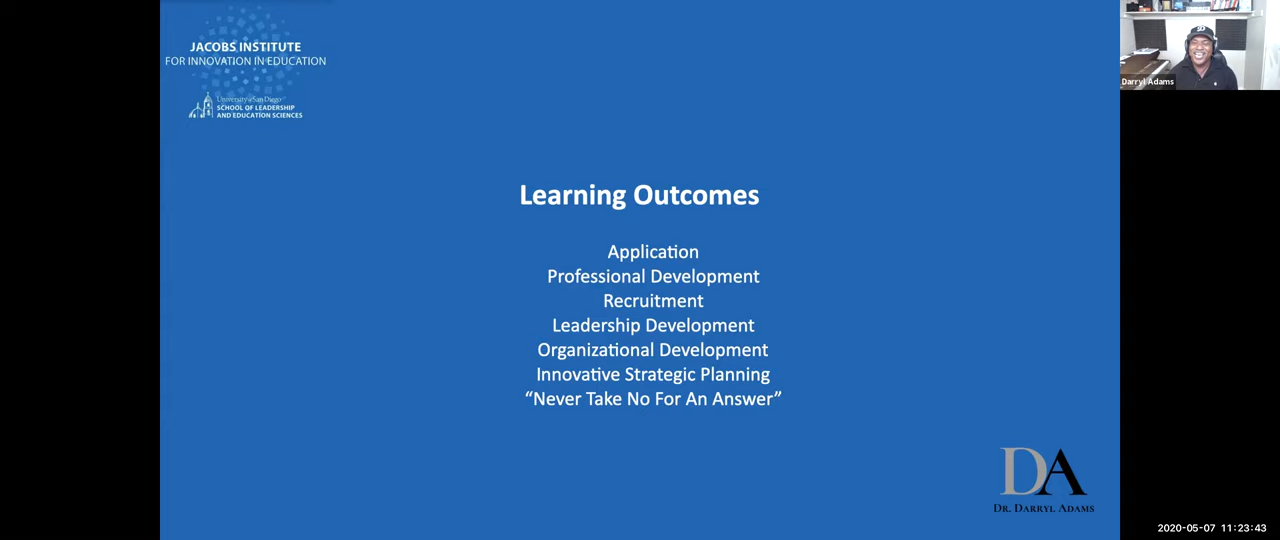 JACOBS INSTITUTE
FOR INNOVATION IN EDUCATION
University of San Diego
SCHOOL OF LEADERSHIP
AND EDUCATION SCIENCES
Darryl Adams
Learning Outcomes
Application
Professional Development
Recruitment
Leadership Development
Organizational Development
Innovative Strategic Planning
“Never Take No For An Answer”
DA
DR. DARRYL ADAMS
2020-05-07 11:23:43